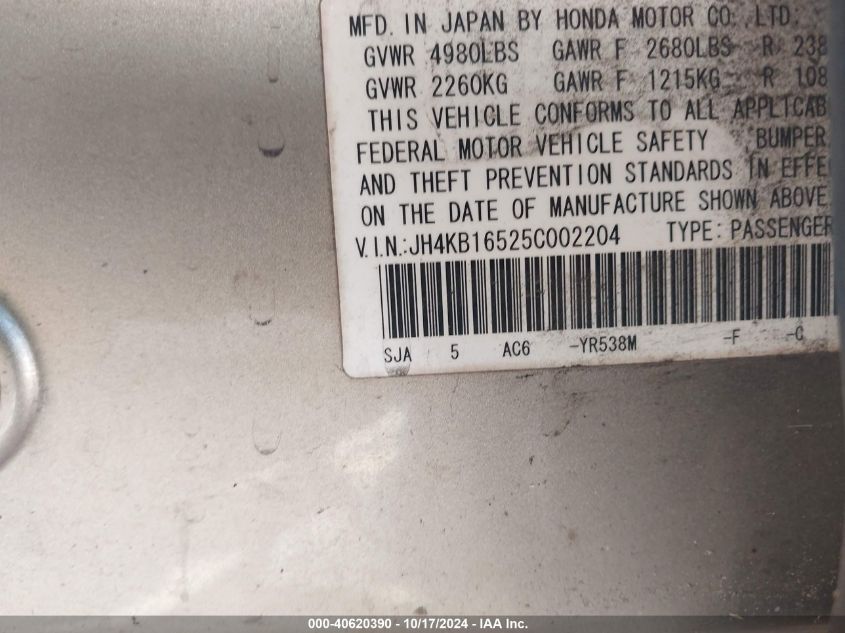 MFD. IN JAPAN BY HONDA MOTOR CO. LTD.
GVWR 4980LBS GAWR F 2680LBS R 238
GVWR 2260KG GAWR F 1215KG R 108
THIS VEHICLE CONFORMS TO ALL APPLICAB
FEDERAL MOTOR VEHICLE SAFETY BUMPER
AND THEFT PREVENTION STANDARDS IN EFFE
ON THE DATE OF MANUFACTURE SHOWN ABOVE
V.I.N.:JH4KB16525C002204 TYPE:PASSENGER
SJA 5 AC6 -YR538M -F -C
000-40620390 - 10/17/2024 - IAA Inc.